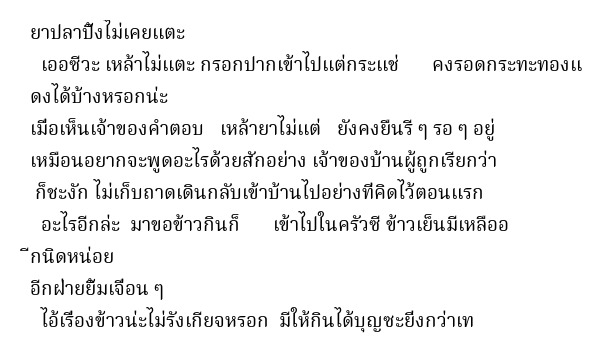 ยาปลาปิ้งไม่เคยแตะ
เออซีวะ เหล้าไม่แตะ กรอกปากเข้าไปแต่กระแช่ คงรอดกระทะทองแ
ดงได้บ้างหรอกน่ะ
เมื่อเห็นเจ้าของคำตอบ เหล้ายาไม่แต่ ยังคงยืนรี ๆ รอ ๆ อยู่
เหมือนอยากจะพูดอะไรด้วยสักอย่าง เจ้าของบ้านผู้ถูกเรียกว่า
ก็ชะงัก ไม่เก็บถาดเดินกลับเข้าบ้านไปอย่างที่คิดไว้ตอนแรก
อะไรอีกล่ะ มาขอข้าวกินก็ เข้าไปในครัวซี ข้าวเย็นมีเหลืออ
ีกนิดหน่อย
อีกฝ่ายยิ้มเจื่อน ๆ
ไอ้เรื่องข้าวน่ะไม่รังเกียจหรอก มีให้กินได้บุญซะยิ่งกว่าเท